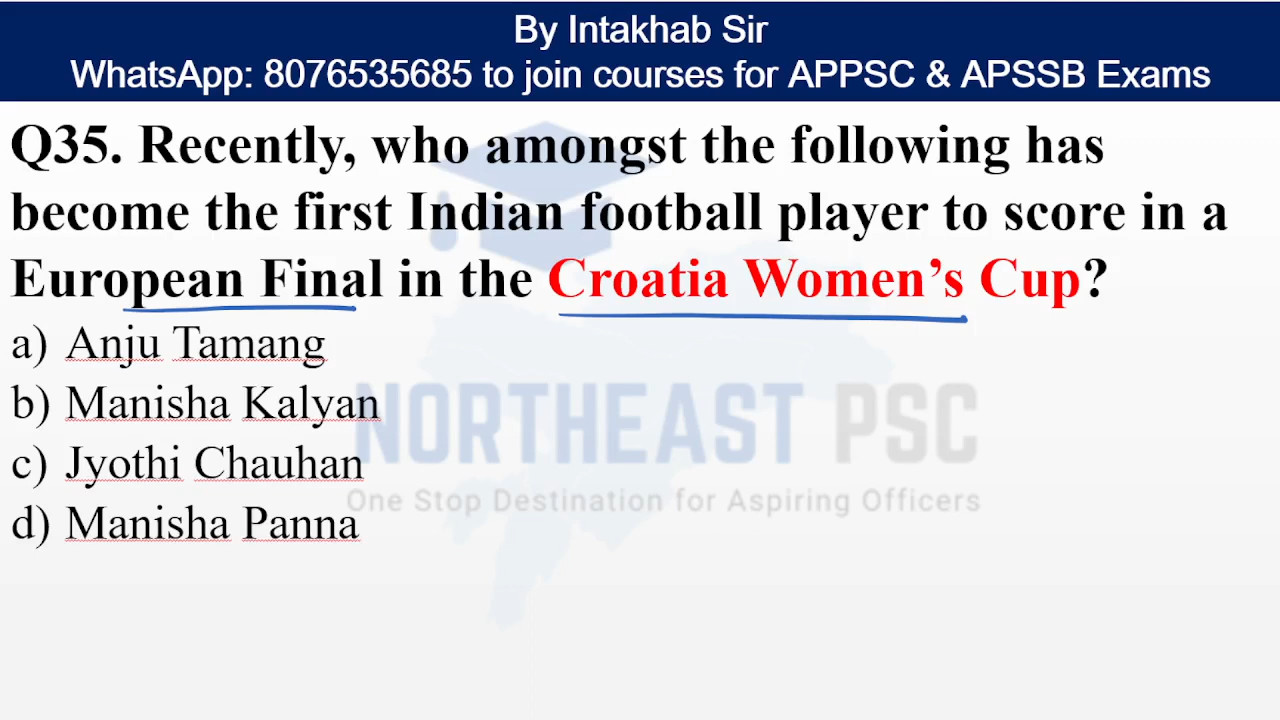 By Intakhab Sir
WhatsApp: 8076535685 to join courses for APPSC & APSSB Exams
Q35. Recently, who amongst the following has
become the first Indian football player to score in a
European Final in the Croatia Women’s Cup?
a) Anju Tamang
b) Manisha Kalyan
c) Jyothi Chauhan
d) Manisha Panna
NORTHEAST PSC
One Stop Destination for Aspiring Officers